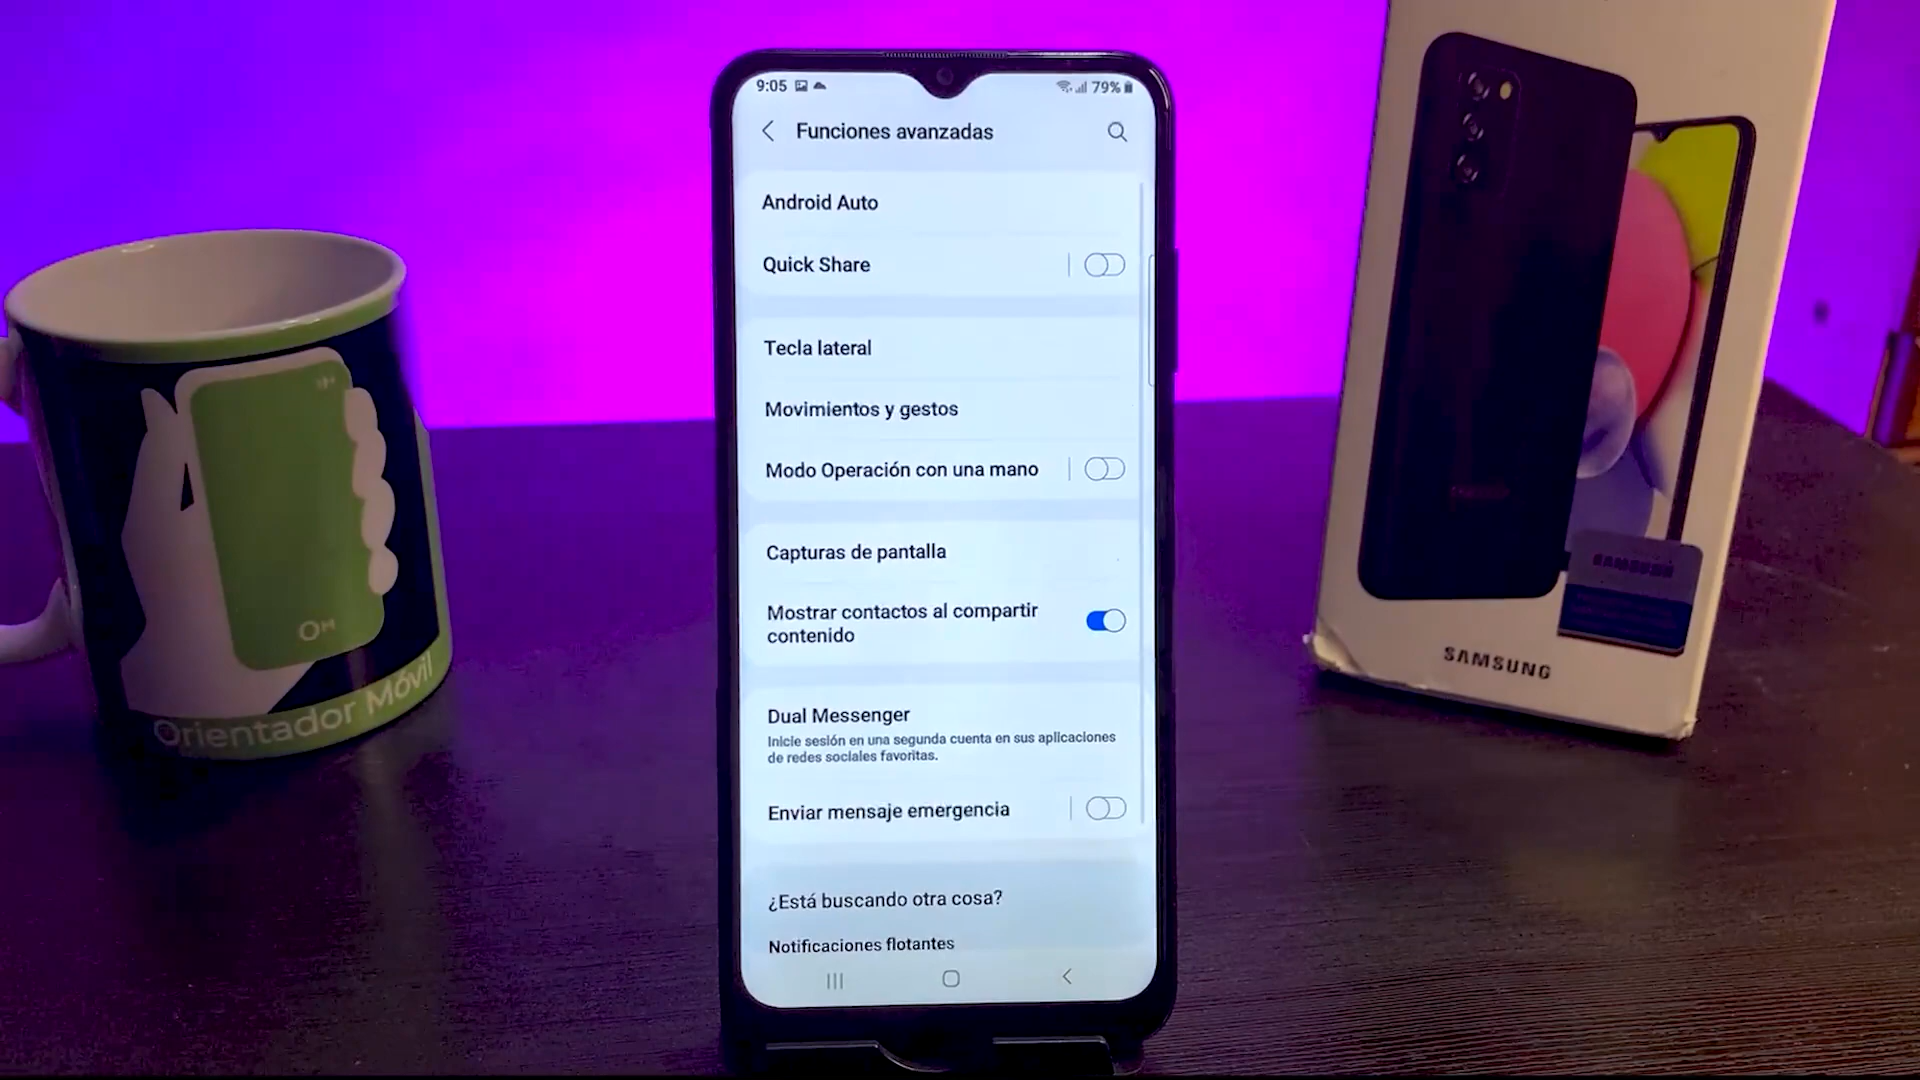 9:05
79%
Funciones avanzadas
Android Auto
Quick Share
Tecla lateral
Movimientos y gestos
Modo Operación con una mano
Capturas de pantalla
Mostrar contactos al compartir
contenido
Dual Messenger
Inicie sesión en una segunda cuenta en sus aplicaciones
de redes sociales favoritas.
Enviar mensaje emergencia
¿Está buscando otra cosa?
Notificaciones flotantes
OM
Orientador Móvil
SAMSUNG
SAMSUNG